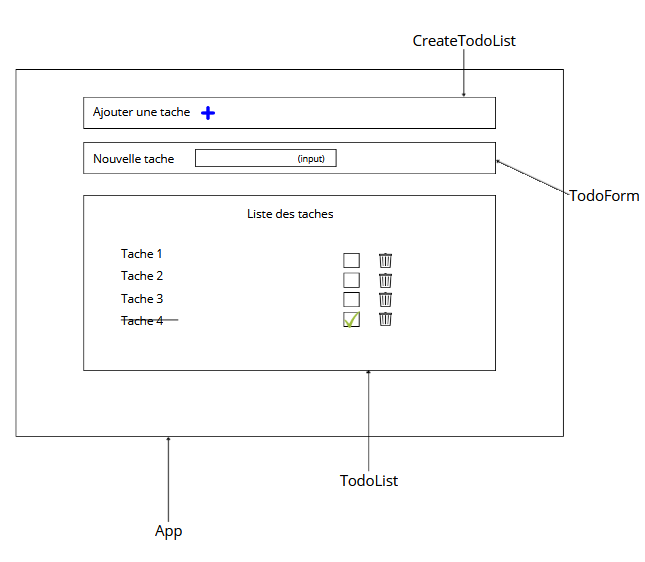 CreateTodoList
Ajouter une tache
Nouvelle tache (input)
TodoForm
Liste des taches
Tache 1
Tache 2
Tache 3
Tache 4
TodoList
App